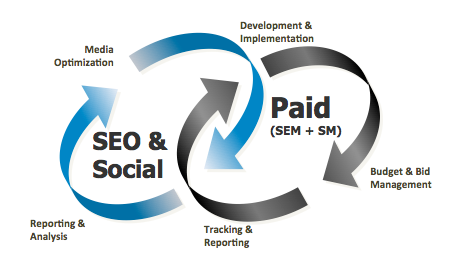 Development &
Implementation
Media
Optimization
Paid
(SEM + SM)
SEO &
Social
Budget & Bid
Management
Reporting &
Analysis
Tracking &
Reporting